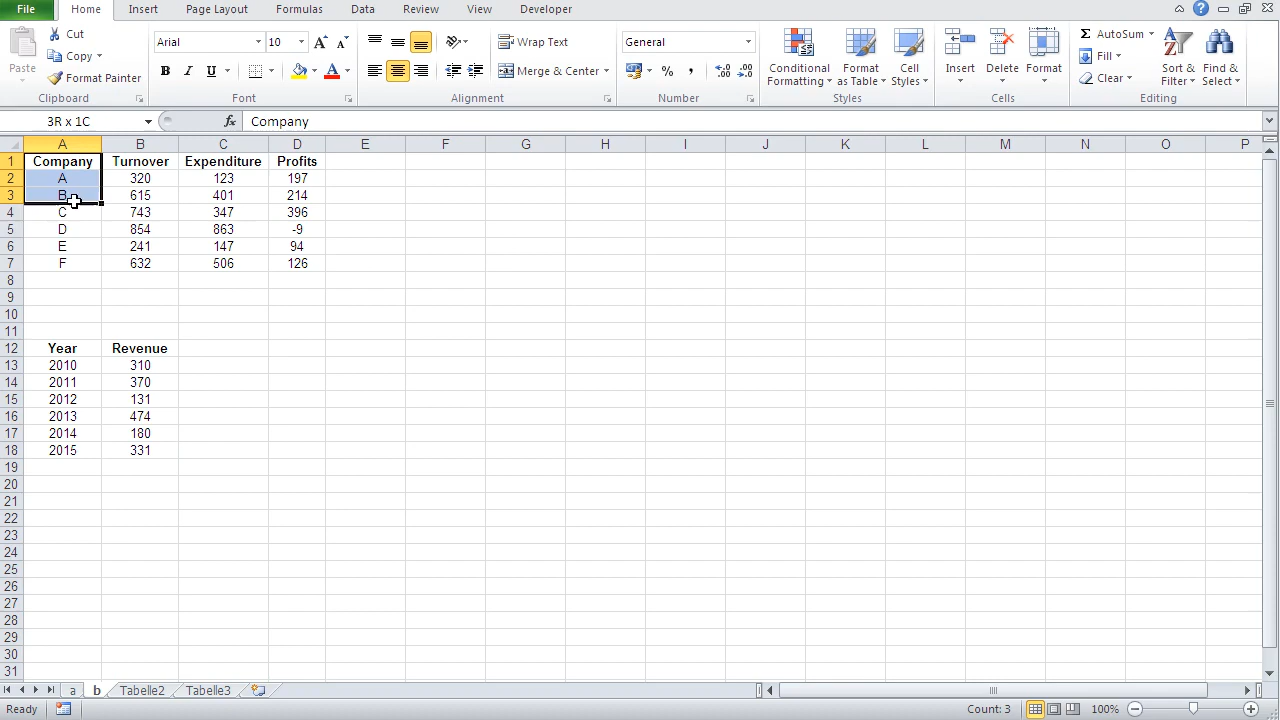 File Home Insert Page Layout Formulas Data Review View Developer
Paste Cut Copy Format Painter Clipboard
Arial 10 B I U A Font
Wrap Text Merge & Center Alignment
General % , Number
Conditional Formatting Format as Table Cell Styles Styles
Insert Delete Format Cells
Σ AutoSum Fill Clear Sort & Filter Find & Select Editing
3R x 1C fx Company
A B C D E F G H I J K L M N O P
1 Company Turnover Expenditure Profits
2 A 320 123 197
3 B 615 401 214
4 C 743 347 396
5 D 854 863 -9
6 E 241 147 94
7 F 632 506 126
8
9
10
11
12 Year Revenue
13 2010 310
14 2011 370
15 2012 131
16 2013 474
17 2014 180
18 2015 331
19
20
21
22
23
24
25
26
27
28
29
30
31
a b Tabelle2 Tabelle3
Ready Count: 3 100%